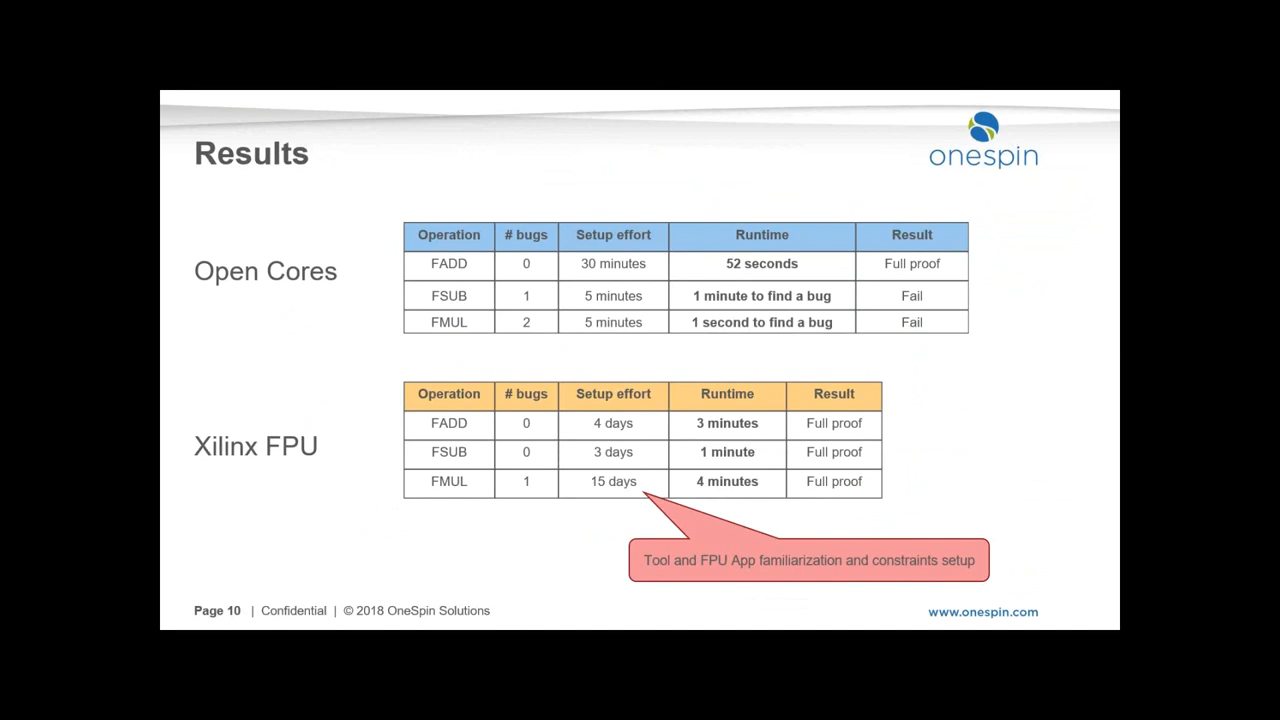 onespin
Results
Open Cores
Operation # bugs Setup effort Runtime Result
FADD 0 30 minutes 52 seconds Full proof
FSUB 1 5 minutes 1 minute to find a bug Fail
FMUL 2 5 minutes 1 second to find a bug Fail
Xilinx FPU
Operation # bugs Setup effort Runtime Result
FADD 0 4 days 3 minutes Full proof
FSUB 0 3 days 1 minute Full proof
FMUL 1 15 days 4 minutes Full proof
Tool and FPU App familiarization and constraints setup
Page 10 | Confidential | © 2018 OneSpin Solutions
www.onespin.com